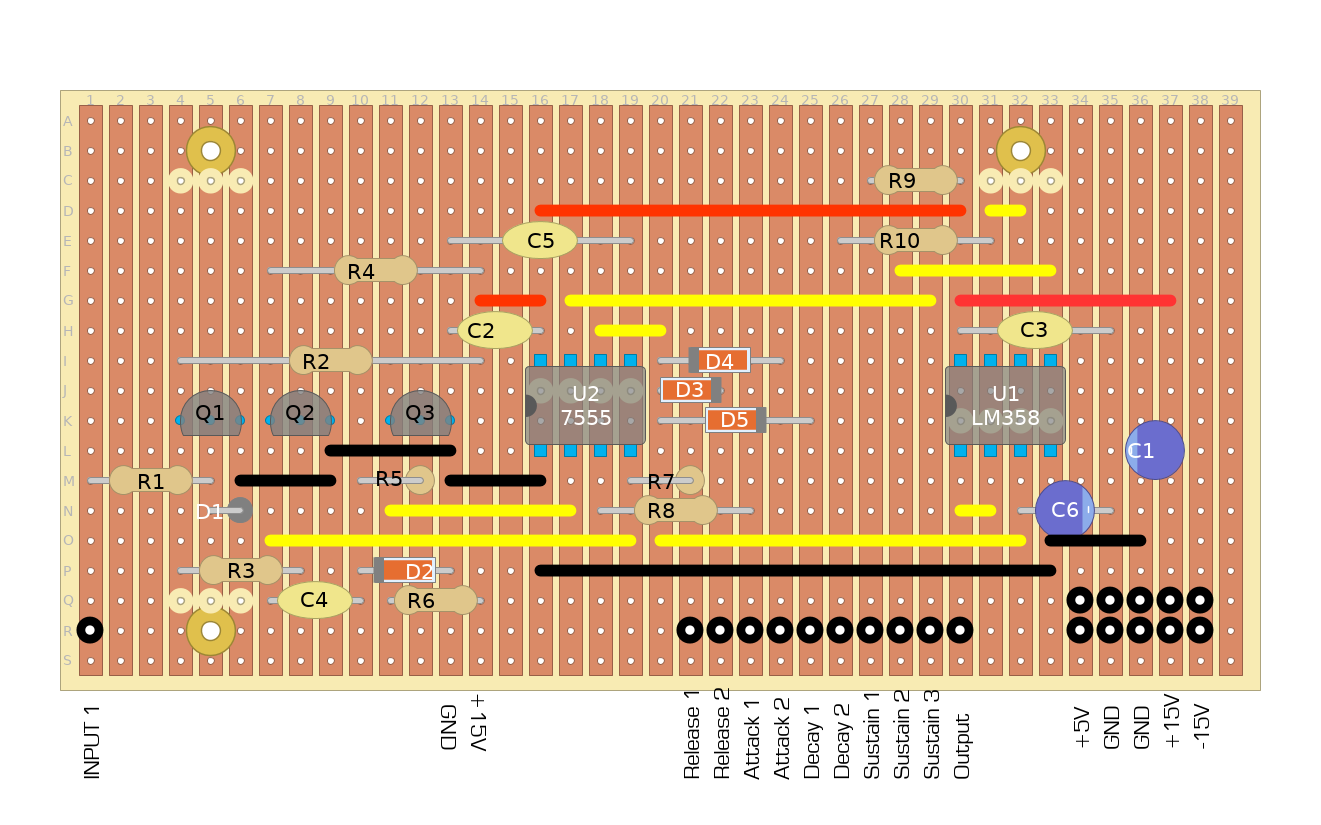 1 2 3 4 5 6 7 8 9 10 11 12 13 14 15 16 17 18 19 20 21 22 23 24 25 26 27 28 29 30 31 32 33 34 35 36 37 38 39
A
B
C R9
D
E C5 R10
F R4
G
H C2 C3
I R2 D4
J D3 U2 U1
K Q1 Q2 Q3 7555 D5 LM358
L C1
M R1 R5 R7
N D1 R8 C6
O
P R3 D2
Q C4 R6
R
S
INPUT 1
GND
+15V
Release 1
Release 2
Attack 1
Attack 2
Decay 1
Decay 2
Sustain 1
Sustain 2
Sustain 3
Output
+5V
GND
GND
+15V
-15V